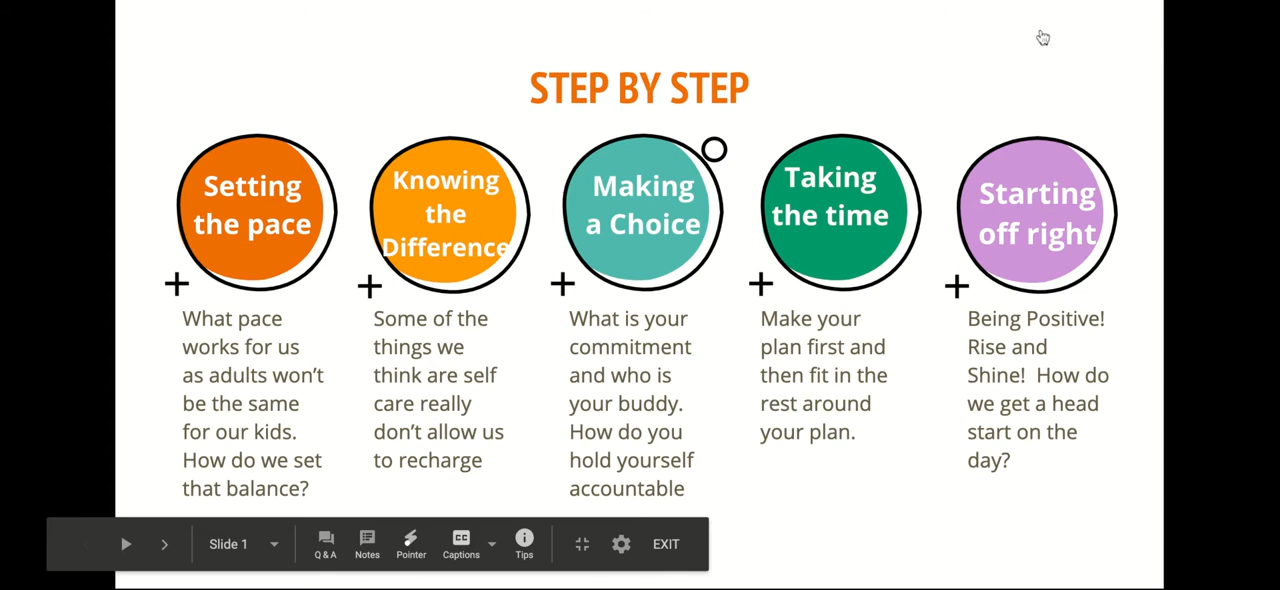 STEP BY STEP
Setting
the pace
Knowing
the
Difference
Making
a Choice
Taking
the time
Starting
off right
What pace
works for us
as adults won't
be the same
for our kids.
How do we set
that balance?
Some of the
things we
think are self
care really
don't allow us
to recharge
What is your
commitment
and who is
your buddy.
How do you
hold yourself
accountable
Make your
plan first and
then fit in the
rest around
your plan.
Being Positive!
Rise and
Shine!  How do
we get a head
start on the
day?
Slide 1
Q & A
Notes
Pointer
CC
Captions
Tips
EXIT